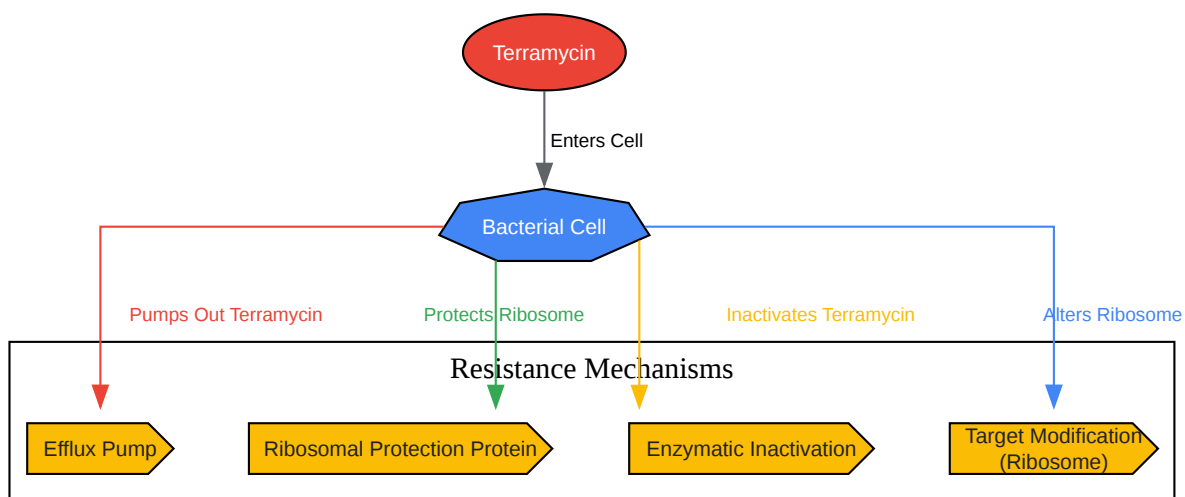 Terramycin
Enters Cell
Bacterial Cell
Pumps Out Terramycin
Protects Ribosome
Inactivates Terramycin
Alters Ribosome
Resistance Mechanisms
Efflux Pump
Ribosomal Protection Protein
Enzymatic Inactivation
Target Modification
(Ribosome)